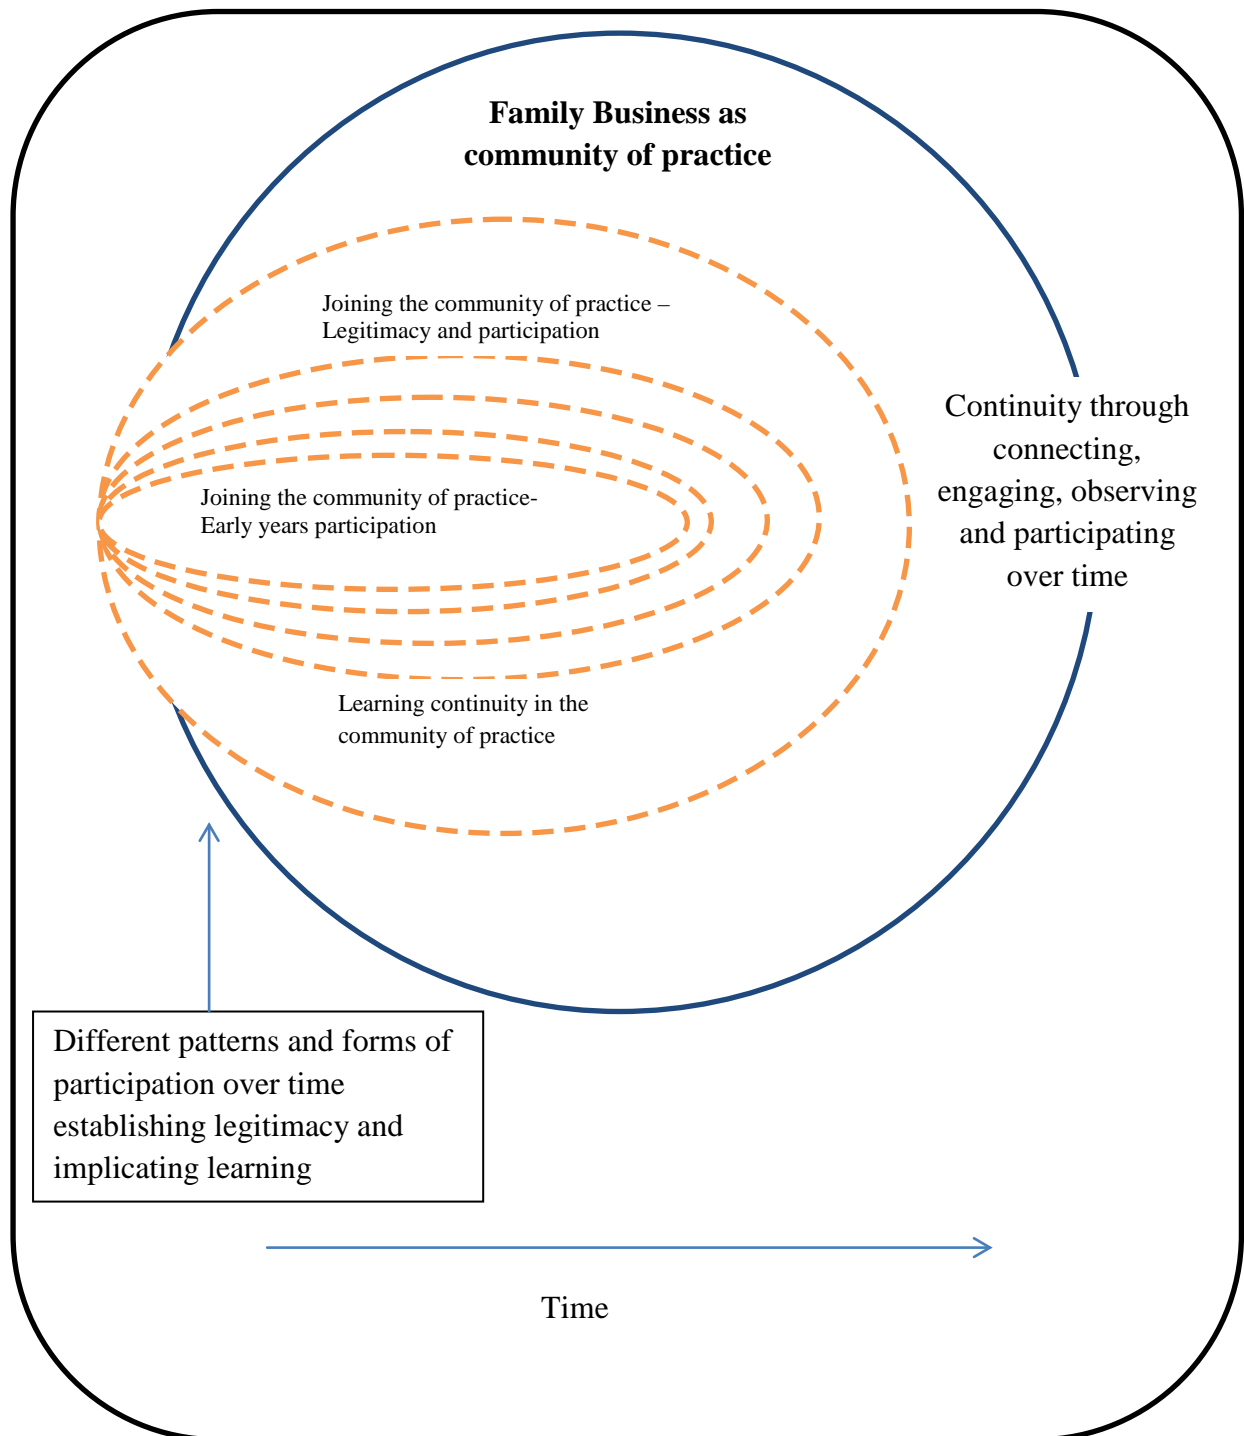 Family Business as
community of practice
Joining the community of practice –
Legitimacy and participation
Continuity through
connecting,
engaging, observing
and participating
over time
Joining the community of practice-
Early years participation
Learning continuity in the
community of practice
Different patterns and forms of
participation over time
establishing legitimacy and
implicating learning
Time